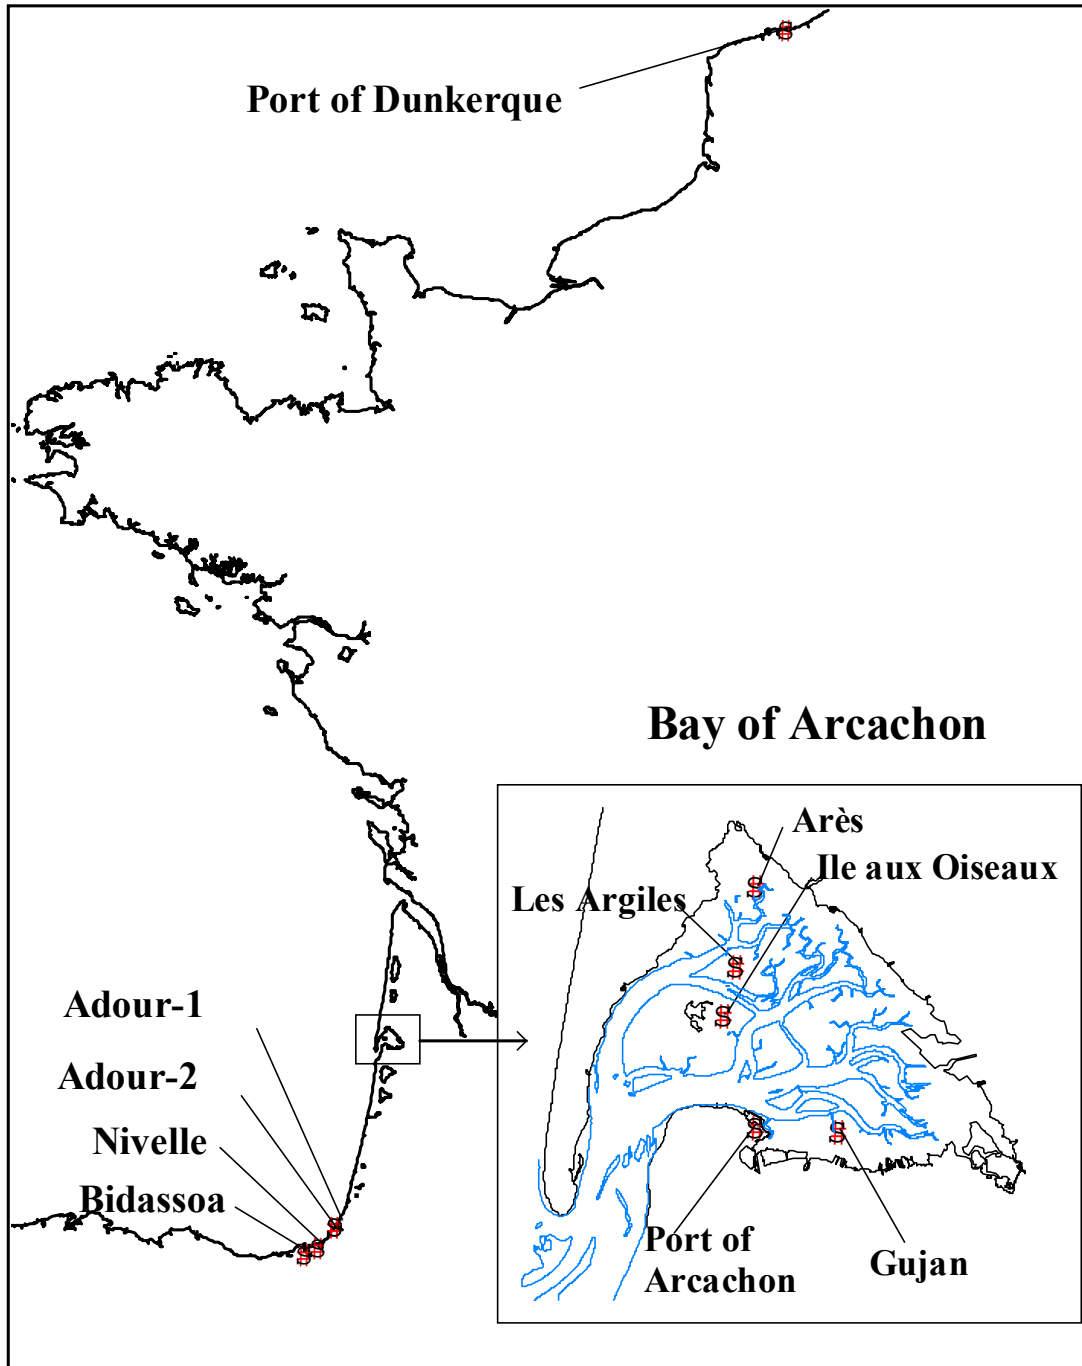 Port of Dunkerque
Bay of Arcachon
Arès
Ile aux Oiseaux
Les Argiles
Adour-1
Adour-2
Nivelle
Bidassoa
Port of
Arcachon
Gujan